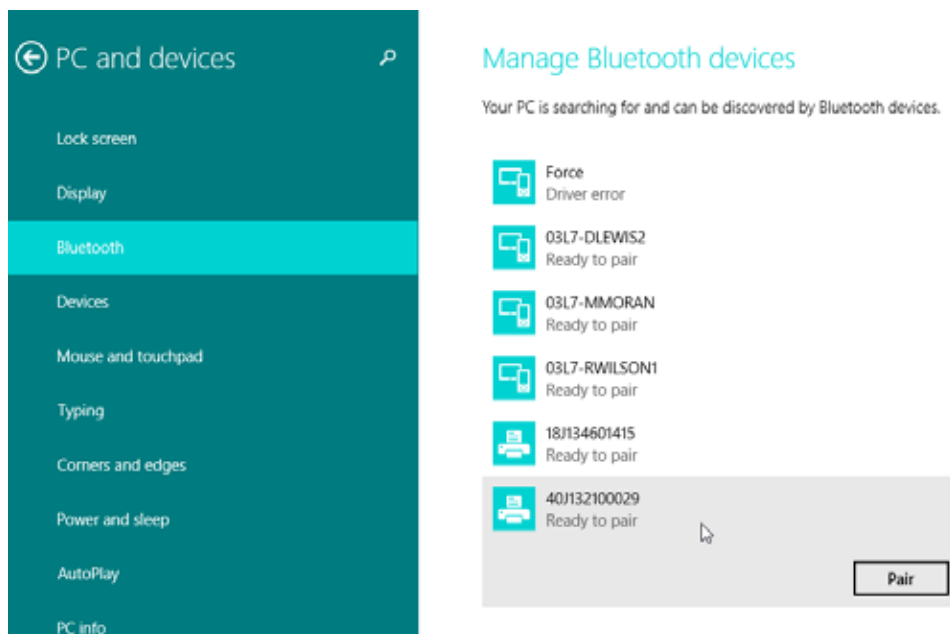 PC and devices
Lock screen
Display
Bluetooth
Devices
Mouse and touchpad
Typing
Corners and edges
Power and sleep
AutoPlay
PC info
Manage Bluetooth devices
Your PC is searching for and can be discovered by Bluetooth devices.
Force
Driver error
03L7-DLEWIS2
Ready to pair
03L7-MMORAN
Ready to pair
03L7-RWILSON1
Ready to pair
18J134601415
Ready to pair
40J132100029
Ready to pair
Pair